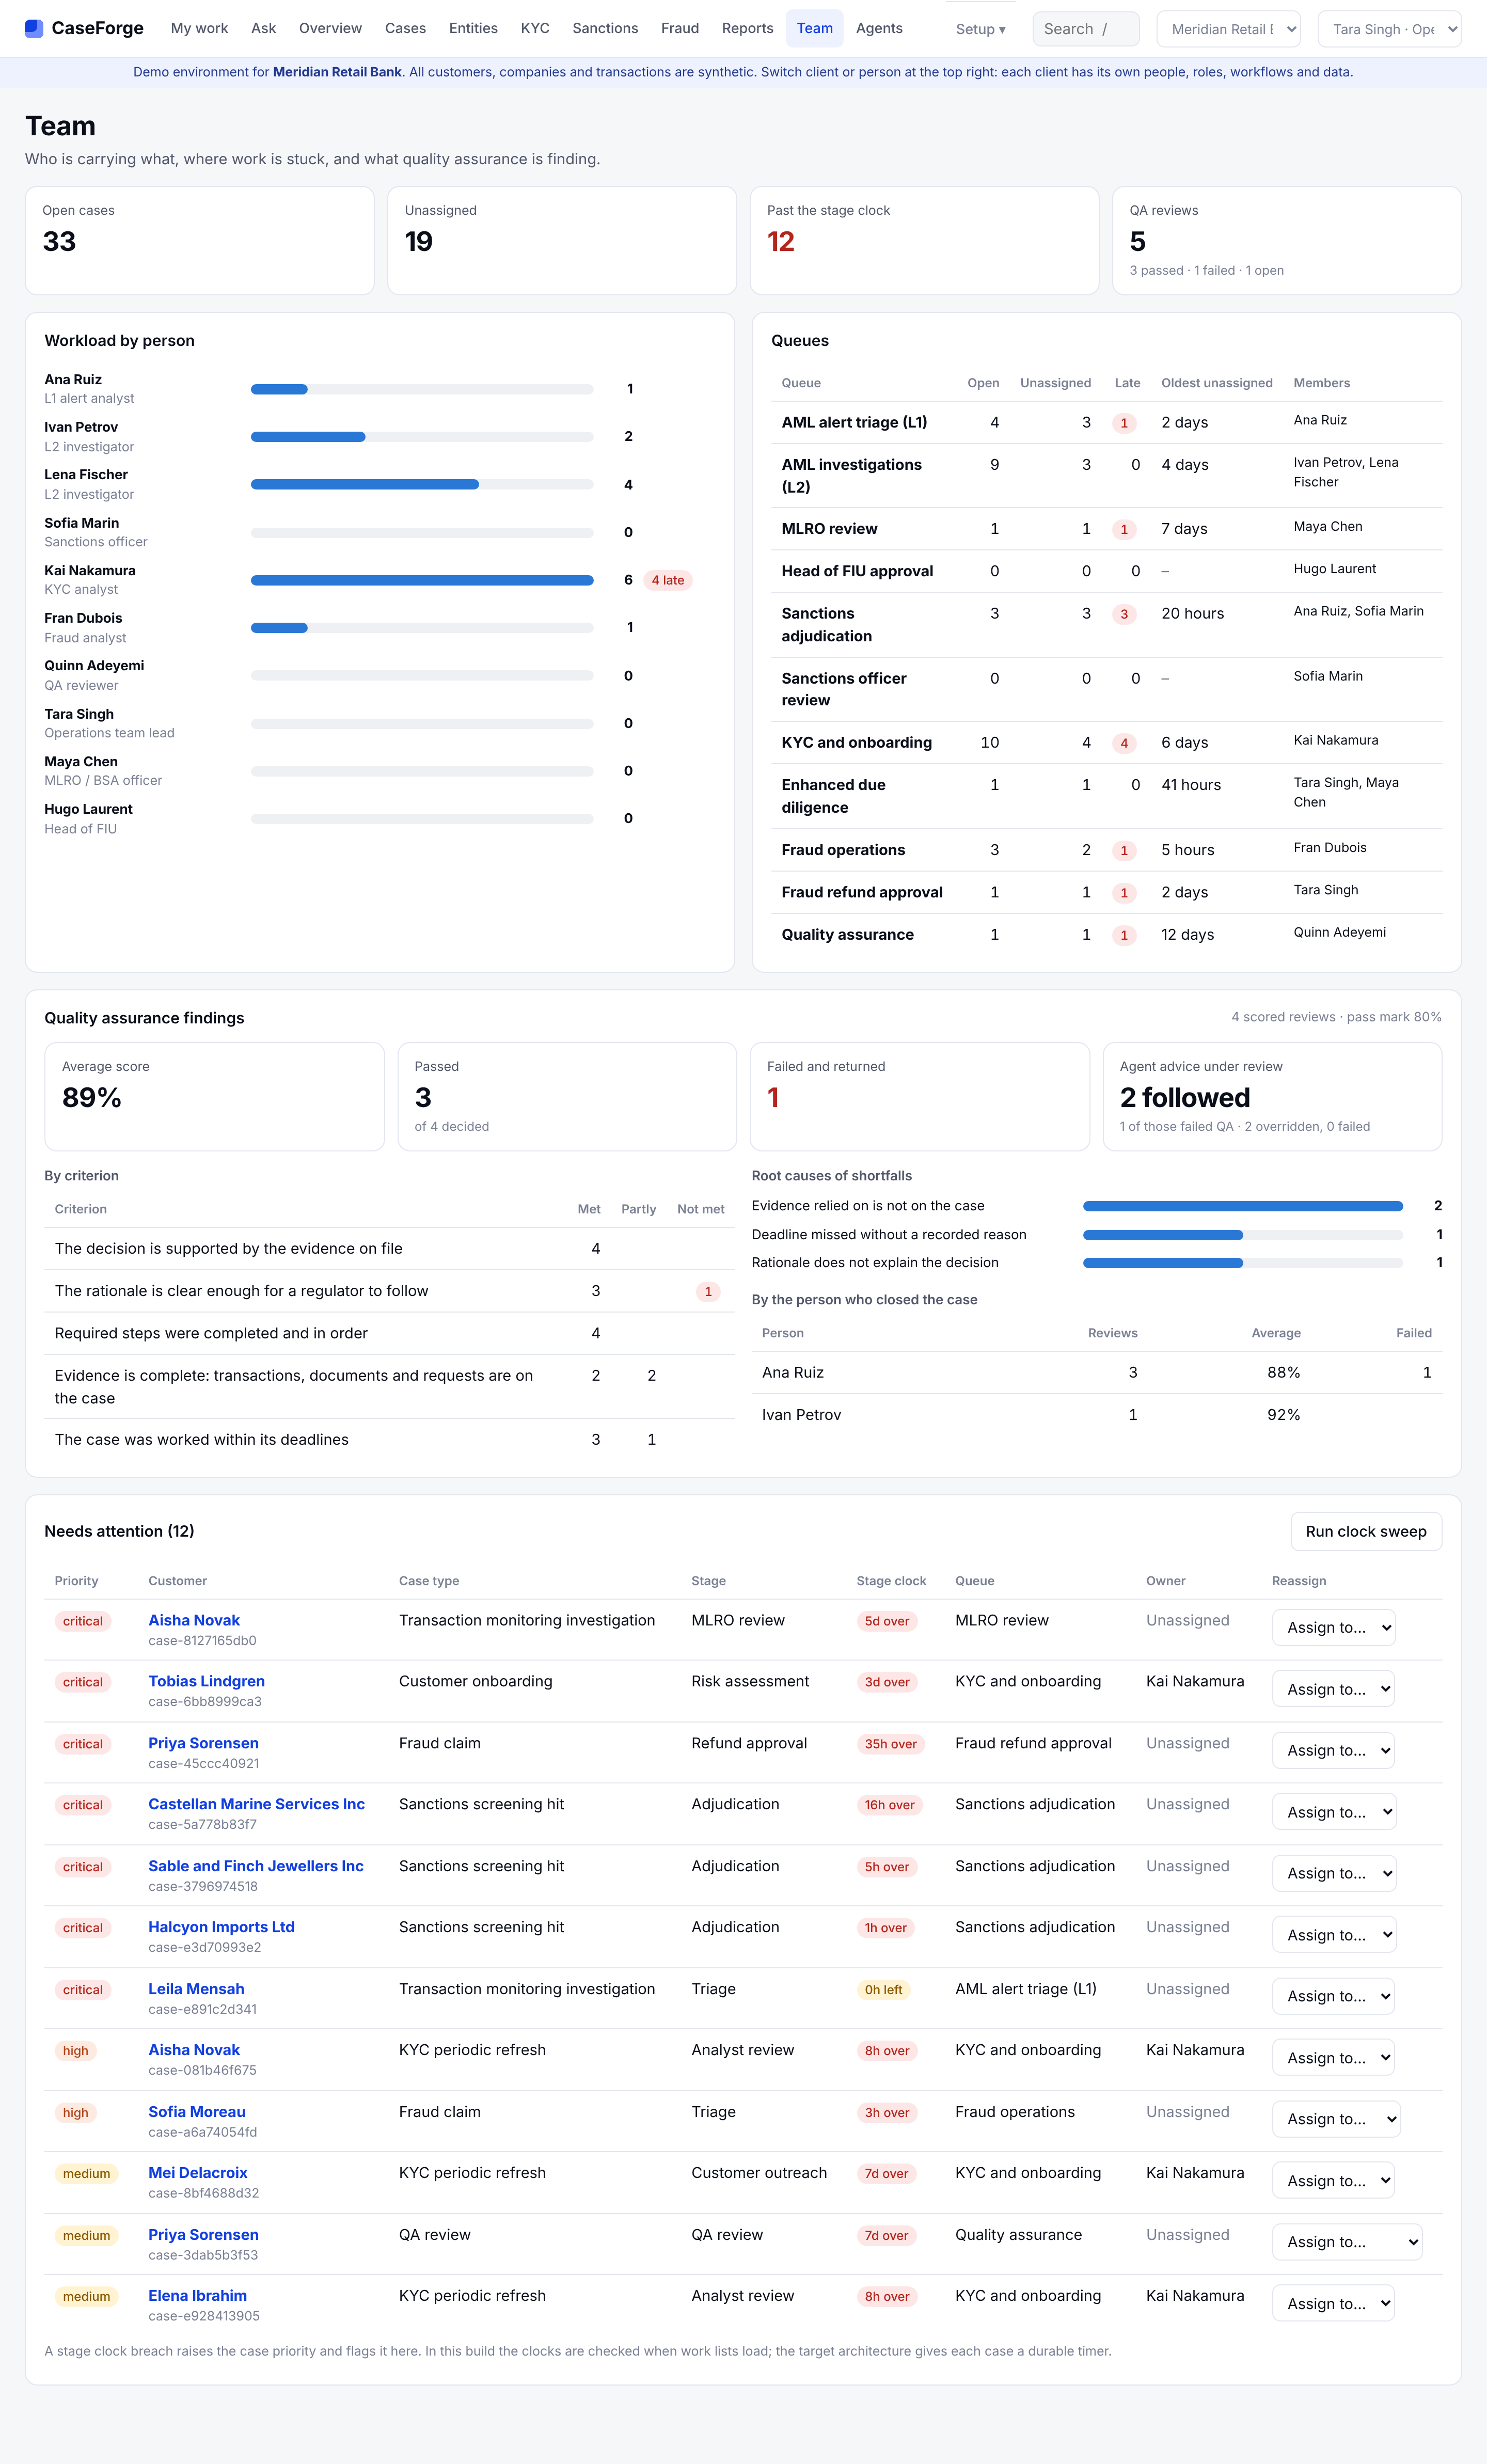 CaseForge My work Ask Overview Cases Entities KYC Sanctions Fraud Reports Team Agents Setup ▾ Search / Meridian Retail Tara Singh · Ope
Demo environment for Meridian Retail Bank. All customers, companies and transactions are synthetic. Switch client or person at the top right: each client has its own people, roles, workflows and data.
Team
Who is carrying what, where work is stuck, and what quality assurance is finding.
Open cases
33
Unassigned
19
Past the stage clock
12
QA reviews
5
3 passed · 1 failed · 1 open
Workload by person
Ana Ruiz
L1 alert analyst
1
Ivan Petrov
L2 investigator
2
Lena Fischer
L2 investigator
4
Sofia Marin
Sanctions officer
0
Kai Nakamura
KYC analyst
6 4 late
Fran Dubois
Fraud analyst
1
Quinn Adeyemi
QA reviewer
0
Tara Singh
Operations team lead
0
Maya Chen
MLRO / BSA officer
0
Hugo Laurent
Head of FIU
0
Queues
Queue Open Unassigned Late Oldest unassigned Members
AML alert triage (L1) 4 3 1 2 days Ana Ruiz
AML investigations (L2) 9 3 0 4 days Ivan Petrov, Lena Fischer
MLRO review 1 1 1 7 days Maya Chen
Head of FIU approval 0 0 0 – Hugo Laurent
Sanctions adjudication 3 3 3 20 hours Ana Ruiz, Sofia Marin
Sanctions officer review 0 0 0 – Sofia Marin
KYC and onboarding 10 4 4 6 days Kai Nakamura
Enhanced due diligence 1 1 0 41 hours Tara Singh, Maya Chen
Fraud operations 3 2 1 5 hours Fran Dubois
Fraud refund approval 1 1 1 2 days Tara Singh
Quality assurance 1 1 1 12 days Quinn Adeyemi
Quality assurance findings
4 scored reviews · pass mark 80%
Average score
89%
Passed
3
of 4 decided
Failed and returned
1
Agent advice under review
2 followed
1 of those failed QA · 2 overridden, 0 failed
By criterion
Criterion Met Partly Not met
The decision is supported by the evidence on file 4
The rationale is clear enough for a regulator to follow 3 1
Required steps were completed and in order 4
Evidence is complete: transactions, documents and requests are on the case 2 2
The case was worked within its deadlines 3 1
Root causes of shortfalls
Evidence relied on is not on the case 2
Deadline missed without a recorded reason 1
Rationale does not explain the decision 1
By the person who closed the case
Person Reviews Average Failed
Ana Ruiz 3 88% 1
Ivan Petrov 1 92%
Needs attention (12)
Run clock sweep
Priority Customer Case type Stage Stage clock Queue Owner Reassign
critical Aisha Novak Transaction monitoring investigation MLRO review 5d over MLRO review Unassigned Assign to...
case-8127165db0
critical Tobias Lindgren Customer onboarding Risk assessment 3d over KYC and onboarding Kai Nakamura Assign to...
case-6bb8999ca3
critical Priya Sorensen Fraud claim Refund approval 35h over Fraud refund approval Unassigned Assign to...
case-45ccc40921
critical Castellan Marine Services Inc Sanctions screening hit Adjudication 16h over Sanctions adjudication Unassigned Assign to...
case-5a778b83f7
critical Sable and Finch Jewellers Inc Sanctions screening hit Adjudication 5h over Sanctions adjudication Unassigned Assign to...
case-3796974518
critical Halcyon Imports Ltd Sanctions screening hit Adjudication 1h over Sanctions adjudication Unassigned Assign to...
case-e3d70993e2
critical Leila Mensah Transaction monitoring investigation Triage 0h left AML alert triage (L1) Unassigned Assign to...
case-e891c2d341
high Aisha Novak KYC periodic refresh Analyst review 8h over KYC and onboarding Kai Nakamura Assign to...
case-081b46f675
high Sofia Moreau Fraud claim Triage 3h over Fraud operations Unassigned Assign to...
case-a6a74054fd
medium Mei Delacroix KYC periodic refresh Customer outreach 7d over KYC and onboarding Kai Nakamura Assign to...
case-8bf4688d32
medium Priya Sorensen QA review QA review 7d over Quality assurance Unassigned Assign to...
case-3dab5b3f53
medium Elena Ibrahim KYC periodic refresh Analyst review 8h over KYC and onboarding Kai Nakamura Assign to...
case-e928413905
A stage clock breach raises the case priority and flags it here. In this build the clocks are checked when work lists load; the target architecture gives each case a durable timer.